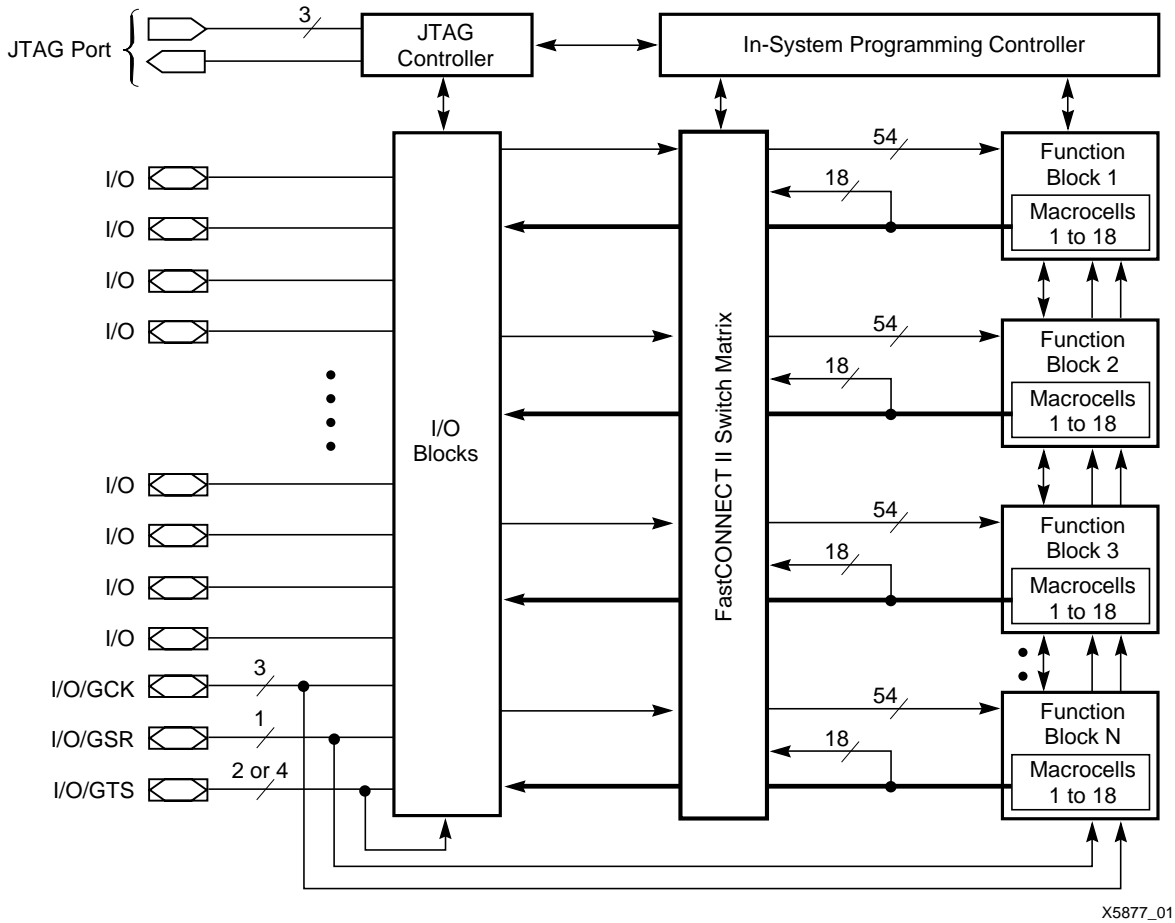 JTAG Port
3
JTAG
Controller
In-System Programming Controller
I/O
I/O
I/O
I/O
I/O
I/O
I/O
I/O
I/O/GCK
3
I/O/GSR
1
I/O/GTS
2 or 4
I/O
Blocks
FastCONNECT II Switch Matrix
54
18
Function
Block 1
Macrocells
1 to 18
54
18
Function
Block 2
Macrocells
1 to 18
54
18
Function
Block 3
Macrocells
1 to 18
54
18
Function
Block N
Macrocells
1 to 18
X5877_01